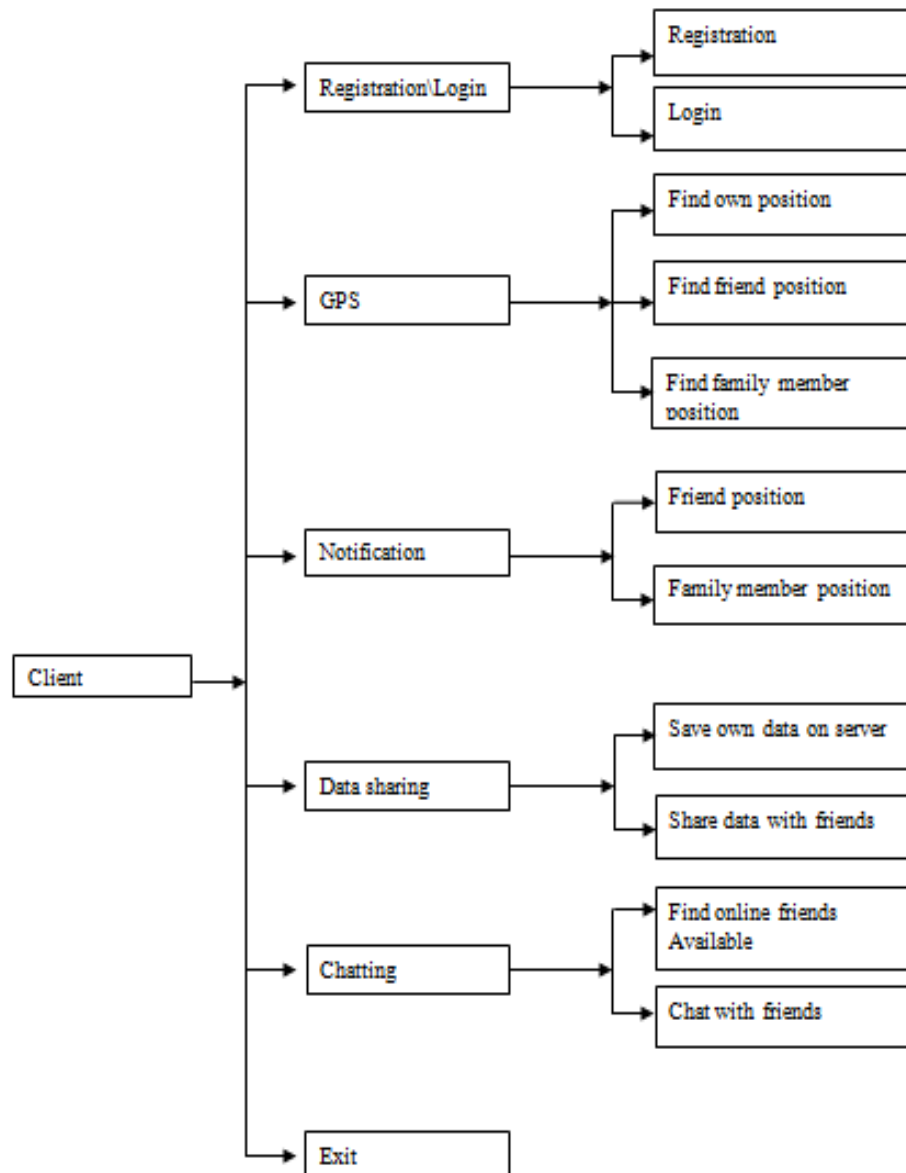 Registration
Registration\Login
Login
Find own position
GPS
Find friend position
Find family member
position
Friend position
Notification
Family member position
Client
Save own data on server
Data sharing
Share data with friends
Find online friends
Available
Chatting
Chat with friends
Exit